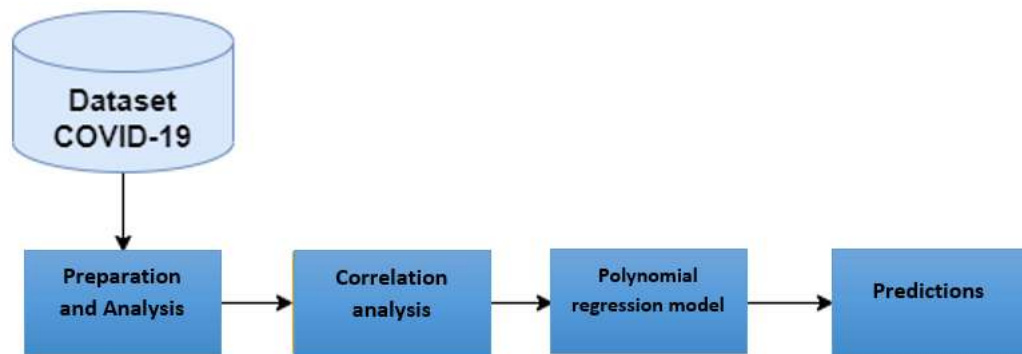 Dataset
COVID-19
Preparation
and Analysis
Correlation
analysis
Polynomial
regression model
Predictions